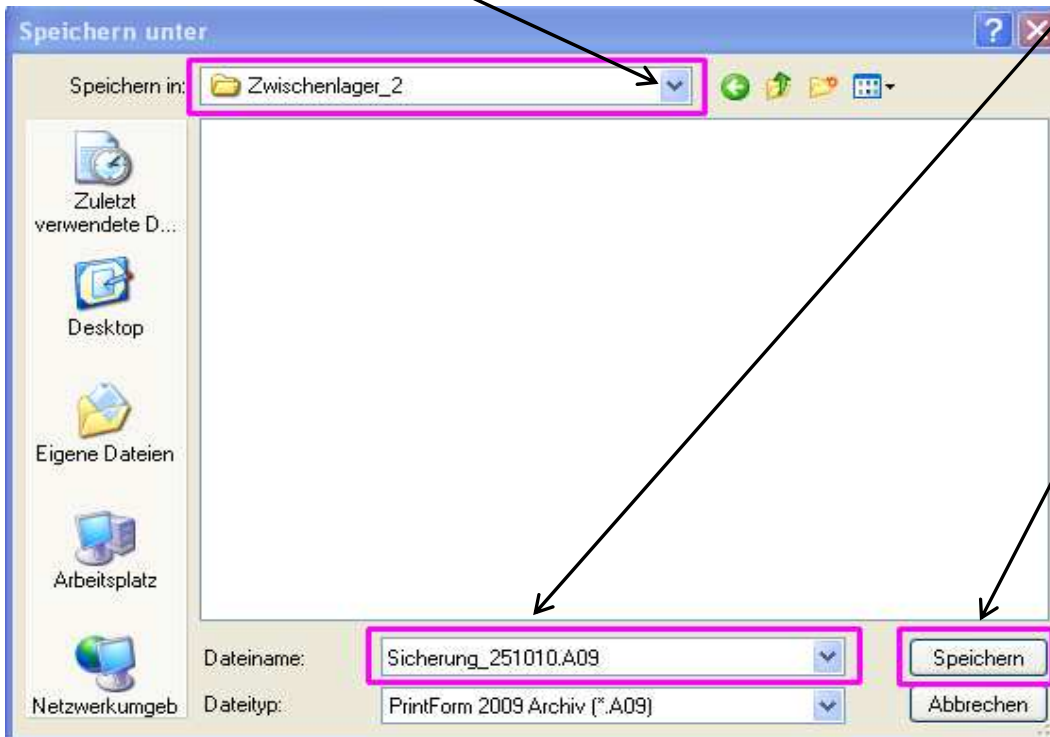 Speichern unter
Speichern in:
Zwischenlager_2
Zuletzt
verwendete D...
Desktop
Eigene Dateien
Arbeitsplatz
Netzwerkumgeb
Dateiname:
Sicherung_251010.A09
Speichern
Dateityp:
PrintForm 2009 Archiv (*.A09)
Abbrechen